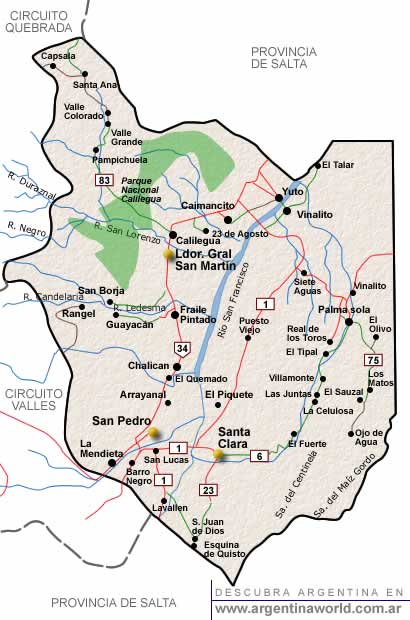 CIRCUITO
QUEBRADA
PROVINCIA
DE SALTA
Capsala
Santa Ana
Valle
Colorado
Valle
Grande
Pampichuela
El Talar
R. Duraznal
83
Parque
Nacional
Calilegua
Yuto
Caimancito
Vinalito
R. Negro
R. San Lorenzo
23 de Agosto
Calilegua
Ldor. Gral
San Martín
Río San Francisco
Siete
Aguas
Vinalito
R. Candelaria
San Borja
R. Ledesma
1
Rangel
Guayacán
Fraile
Pintado
Puesto
Viejo
Palma sola
Real de
los Toros
El
Olivo
34
El Tipal
75
Chalican
El Quemado
Villamonte
Los
Matos
CIRCUITO
VALLES
Arrayanal
El Piquete
Las Juntas
El Sauzal
La Celulosa
San Pedro
Santa
Clara
El Fuerte
Ojo de
Agua
La
Mendieta
1
San Lucas
6
Barro
Negro
1
23
Sa. del Centinela
Sa. del Maíz Gordo
Lavallen
S. Juan
de Dios
Esquina
de Quisto
PROVINCIA DE SALTA
DESCUBRA ARGENTINA EN
www.argentinaworld.com.ar